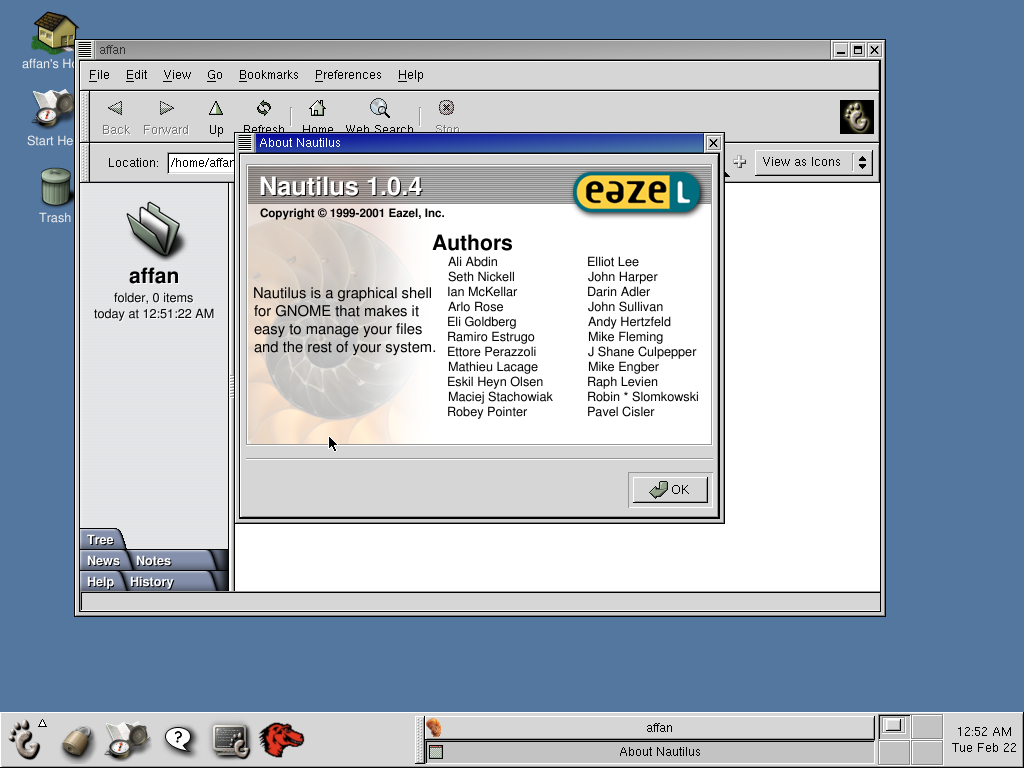 affan's Ho
affan
File Edit View Go Bookmarks Preferences Help
Start He
Back Forward Up Refresh Home Web Search Stop
About Nautilus
Location: /home/affan
View as Icons
Trash
Nautilus 1.0.4
eazel
Copyright © 1999-2001 Eazel, Inc.
Authors
Ali Abdin Elliot Lee
Seth Nickell John Harper
Ian McKellar Darin Adler
Arlo Rose John Sullivan
Eli Goldberg Andy Hertzfeld
Ramiro Estrugo Mike Fleming
Ettore Perazzoli J Shane Culpepper
Mathieu Lacage Mike Engber
Eskil Heyn Olsen Raph Levien
Maciej Stachowiak Robin * Slomkowski
Robey Pointer Pavel Cisler
Nautilus is a graphical shell
for GNOME that makes it
easy to manage your files
and the rest of your system.
affan
folder, 0 items
today at 12:51:22 AM
OK
Tree
News Notes
Help History
affan
About Nautilus
12:52 AM
Tue Feb 22